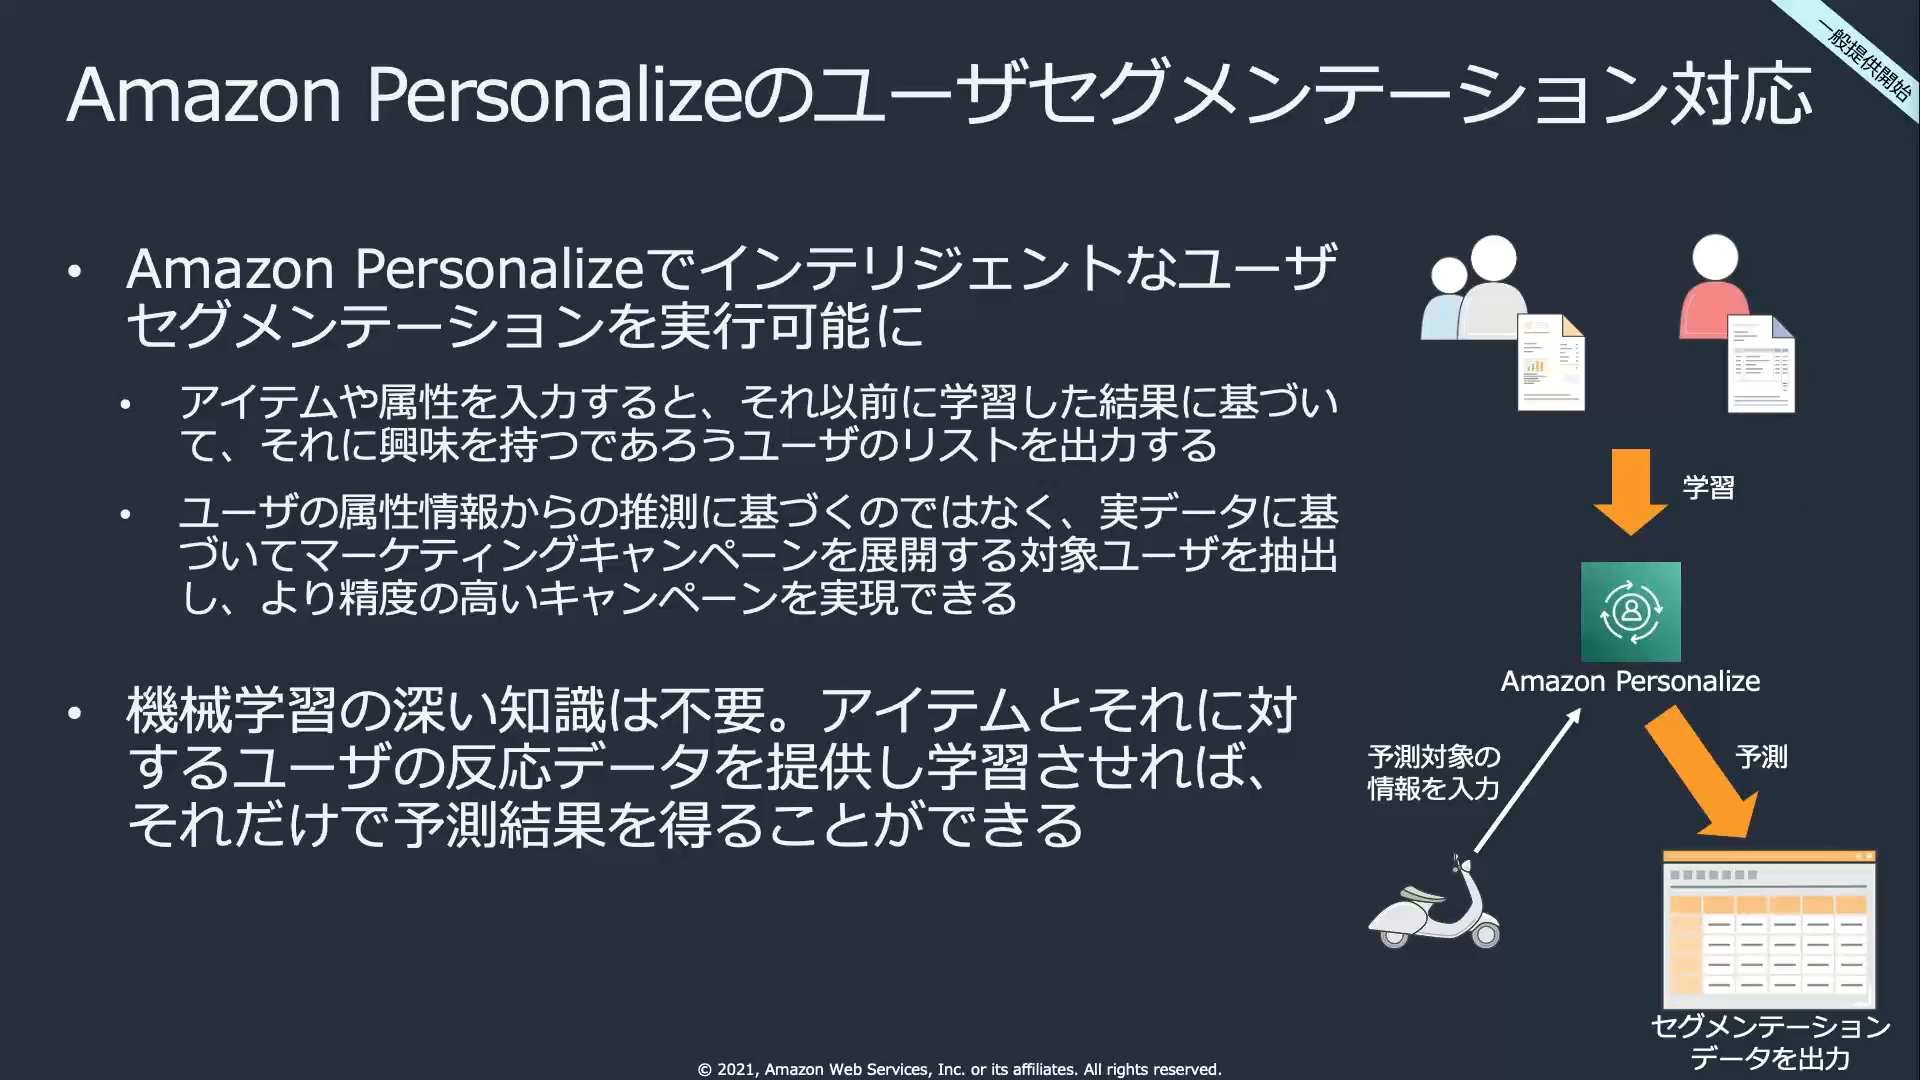 一般提供開始
Amazon Personalizeのユーザセグメンテーション対応
• Amazon Personalizeでインテリジェントなユーザ
セグメンテーションを実行可能に
• アイテムや属性を入力すると、それ以前に学習した結果に基づい
て、それに興味を持つであろうユーザのリストを出力する
• ユーザの属性情報からの推測に基づくのではなく、実データに基
づいてマーケティングキャンペーンを展開する対象ユーザを抽出
し、より精度の高いキャンペーンを実現できる
• 機械学習の深い知識は不要。アイテムとそれに対
するユーザの反応データを提供し学習させれば、
それだけで予測結果を得ることができる
学習
Amazon Personalize
予測対象の
情報を入力
予測
セグメンテーション
データを出力
© 2021, Amazon Web Services, Inc. or its affiliates. All rights reserved.